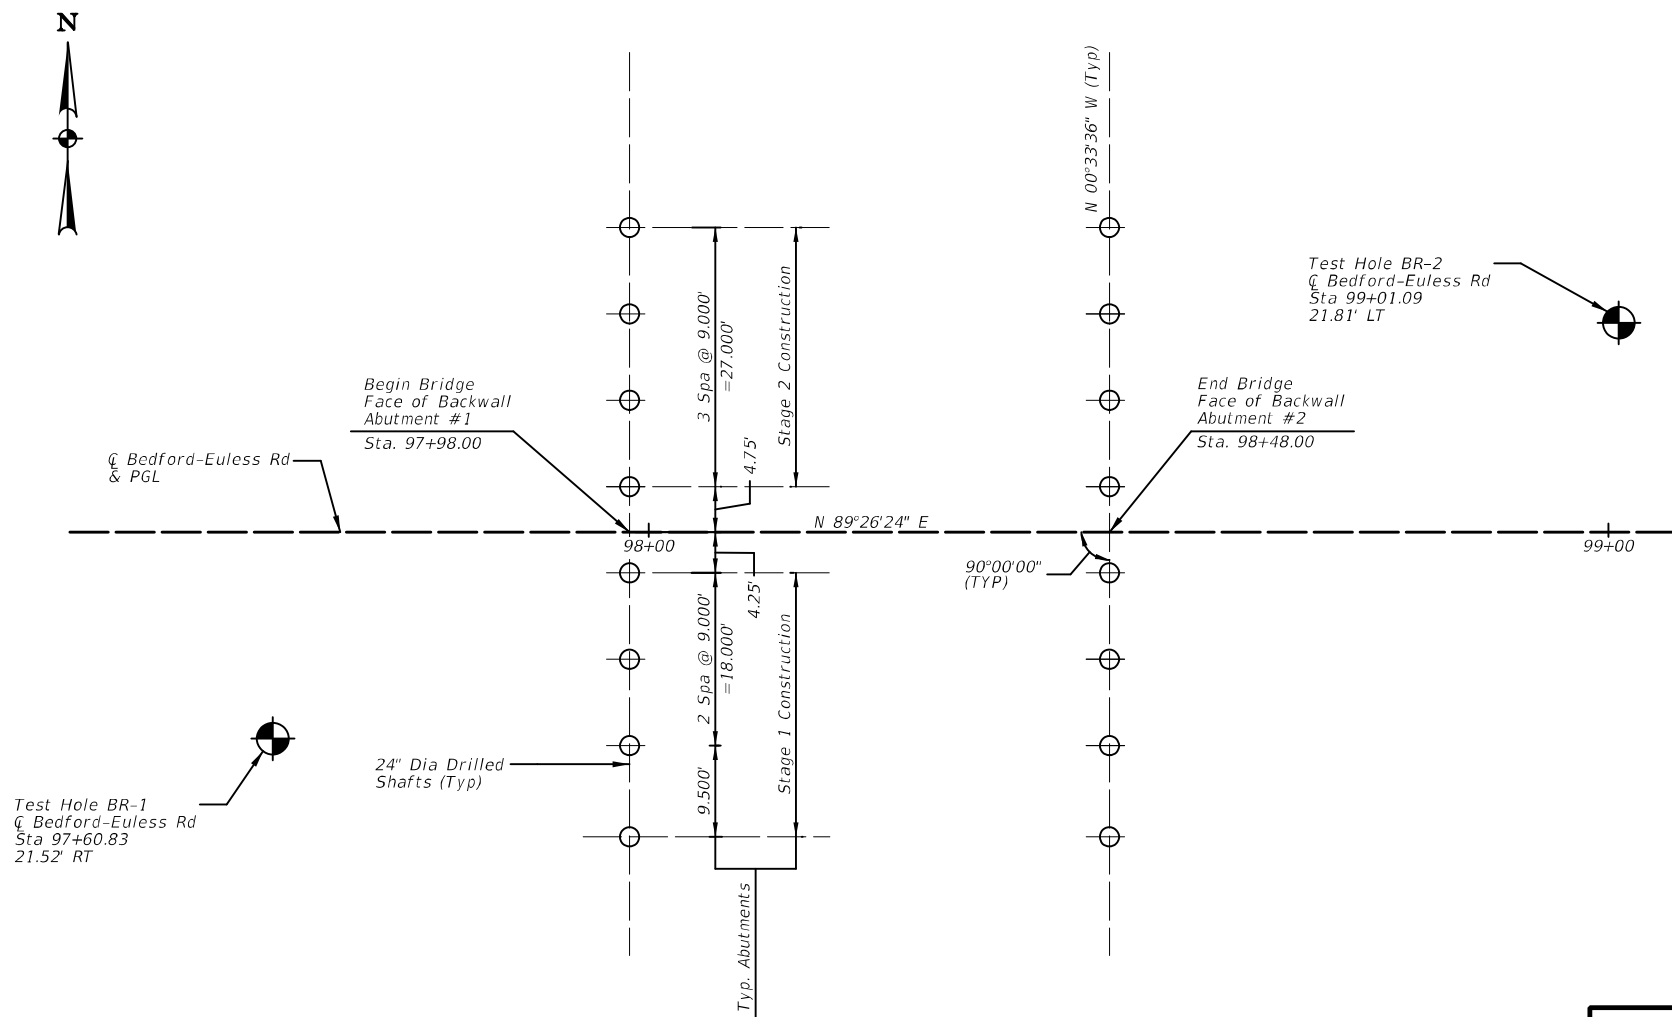 N
N 00°33'36" W (Typ)
Test Hole BR-2
℄ Bedford-Euless Rd
Sta 99+01.09
21.81' LT
3 Spa @ 9.000'
=27.000'
Stage 2 Construction
Begin Bridge
Face of Backwall
Abutment #1
Sta. 97+98.00
End Bridge
Face of Backwall
Abutment #2
Sta. 98+48.00
4.75'
℄ Bedford-Euless Rd
& PGL
N 89°26'24" E
98+00
99+00
90°00'00"
(TYP)
4.25'
2 Spa @ 9.000'
=18.000'
Stage 1 Construction
9.500'
24" Dia Drilled
Shafts (Typ)
Test Hole BR-1
℄ Bedford-Euless Rd
Sta 97+60.83
21.52' RT
Typ. Abutments